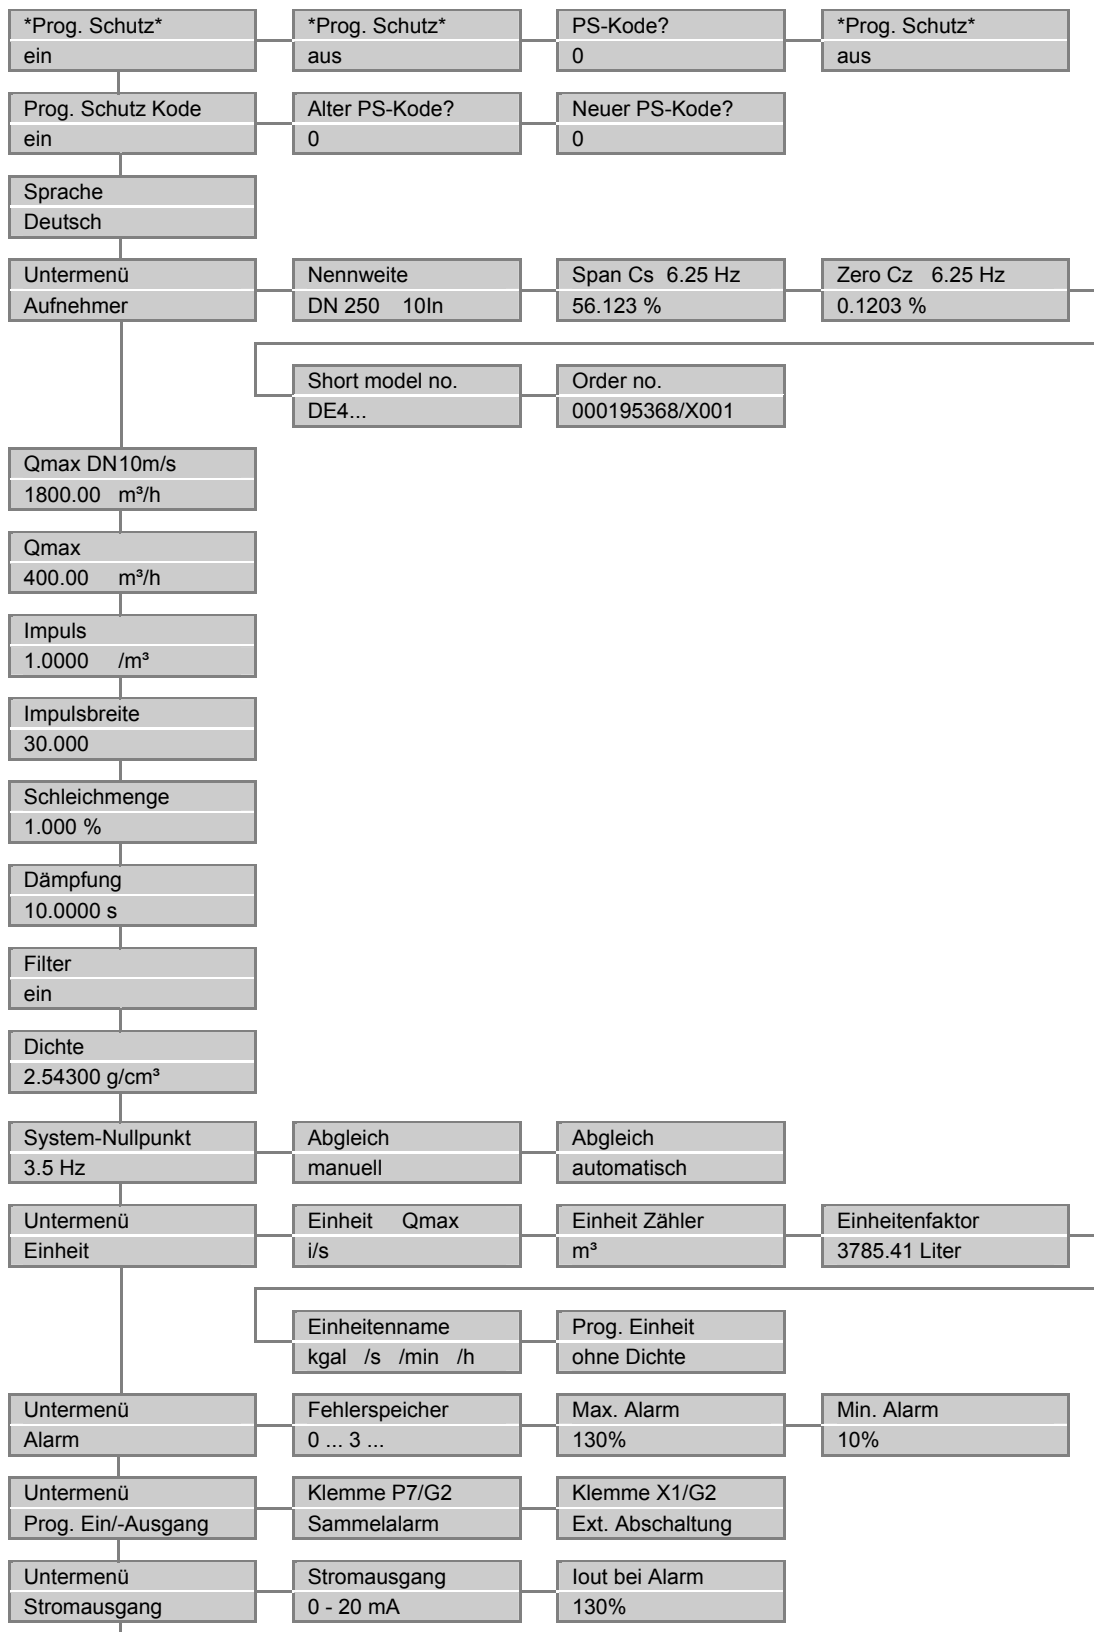 *Prog. Schutz*
ein
*Prog. Schutz*
aus
PS-Kode?
0
*Prog. Schutz*
aus
Prog. Schutz Kode
ein
Alter PS-Kode?
0
Neuer PS-Kode?
0
Sprache
Deutsch
Untermenü
Aufnehmer
Nennweite
DN 250 10In
Span Cs 6.25 Hz
56.123 %
Zero Cz 6.25 Hz
0.1203 %
Short model no.
DE4...
Order no.
000195368/X001
Qmax DN10m/s
1800.00 m³/h
Qmax
400.00 m³/h
Impuls
1.0000 /m³
Impulsbreite
30.000
Schleichmenge
1.000 %
Dämpfung
10.0000 s
Filter
ein
Dichte
2.54300 g/cm³
System-Nullpunkt
3.5 Hz
Abgleich
manuell
Abgleich
automatisch
Untermenü
Einheit
Einheit Qmax
i/s
Einheit Zähler
m³
Einheitenfaktor
3785.41 Liter
Einheitenname
kgal /s /min /h
Prog. Einheit
ohne Dichte
Untermenü
Alarm
Fehlerspeicher
0 ... 3 ...
Max. Alarm
130%
Min. Alarm
10%
Untermenü
Prog. Ein/-Ausgang
Klemme P7/G2
Sammelalarm
Klemme X1/G2
Ext. Abschaltung
Untermenü
Stromausgang
Stromausgang
0 - 20 mA
Iout bei Alarm
130%